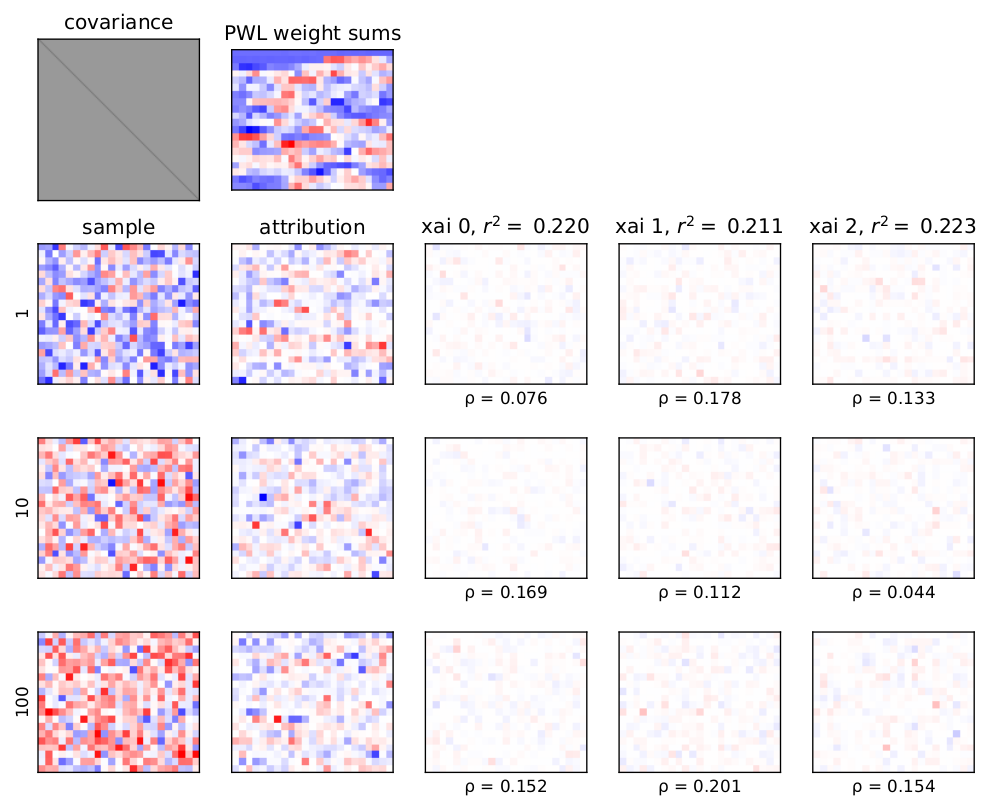 covariance
PWL weight sums
sample
attribution
xai 0, r² = 0.220
xai 1, r² = 0.211
xai 2, r² = 0.223
1
ρ = 0.076
ρ = 0.178
ρ = 0.133
10
ρ = 0.169
ρ = 0.112
ρ = 0.044
100
ρ = 0.152
ρ = 0.201
ρ = 0.154